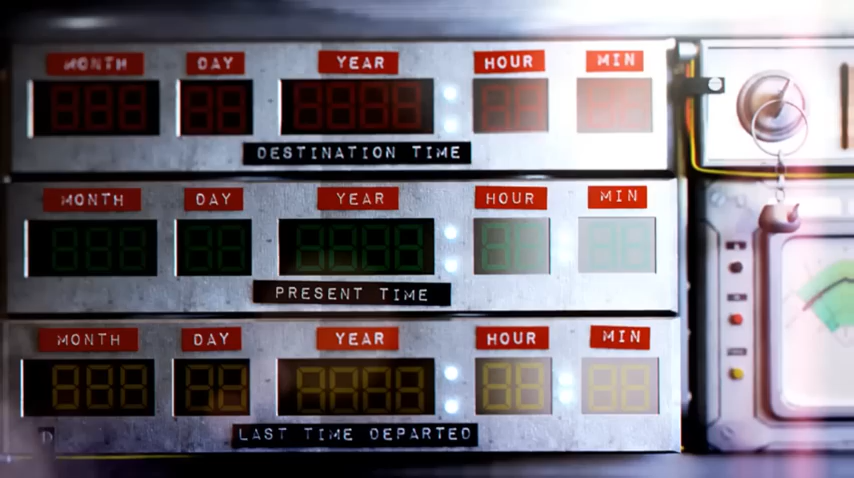 MONTH DAY YEAR HOUR MIN
DESTINATION TIME
MONTH DAY YEAR HOUR MIN
PRESENT TIME
MONTH DAY YEAR HOUR MIN
LAST TIME DEPARTED